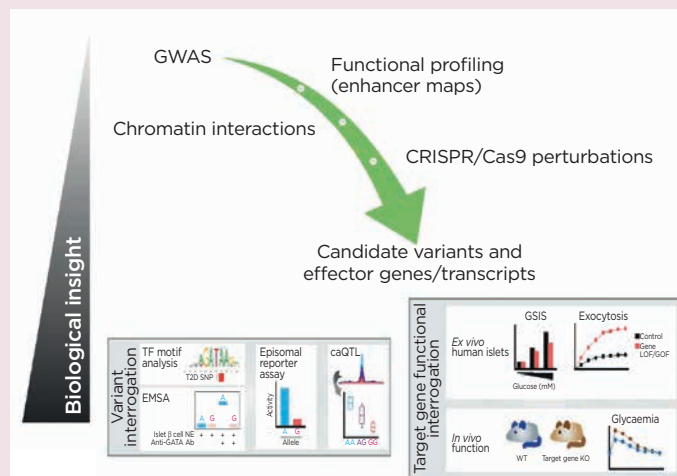 GWAS
Functional profiling
(enhancer maps)
Chromatin interactions
CRISPR/Cas9 perturbations
Candidate variants and
effector genes/transcripts
Biological insight
Variant
interrogation
TF motif
analysis
AGATAA
T2D SNP
EMSA
A
A G G
Islet β cell NE + + + +
Anti-GATA Ab + +
Episomal
reporter
assay
Activity
A G
Allele
caQTL
AA AG GG
Target gene functional
interrogation
Ex vivo
human islets
GSIS
Glucose (mM)
Exocytosis
Control
Gene
LOF/GOF
In vivo
function
WT
Target gene KO
Glycaemia